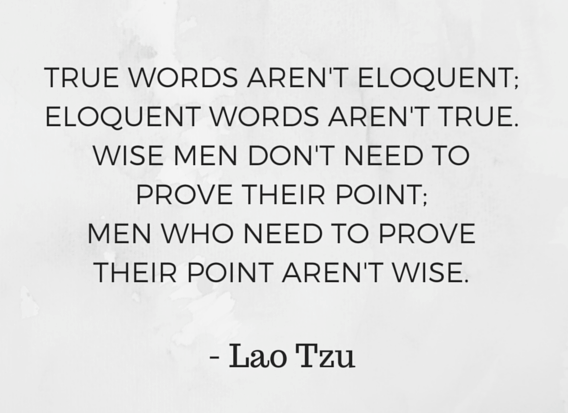 TRUE WORDS AREN'T ELOQUENT;
ELOQUENT WORDS AREN'T TRUE.
WISE MEN DON'T NEED TO
PROVE THEIR POINT;
MEN WHO NEED TO PROVE
THEIR POINT AREN'T WISE.
- Lao Tzu